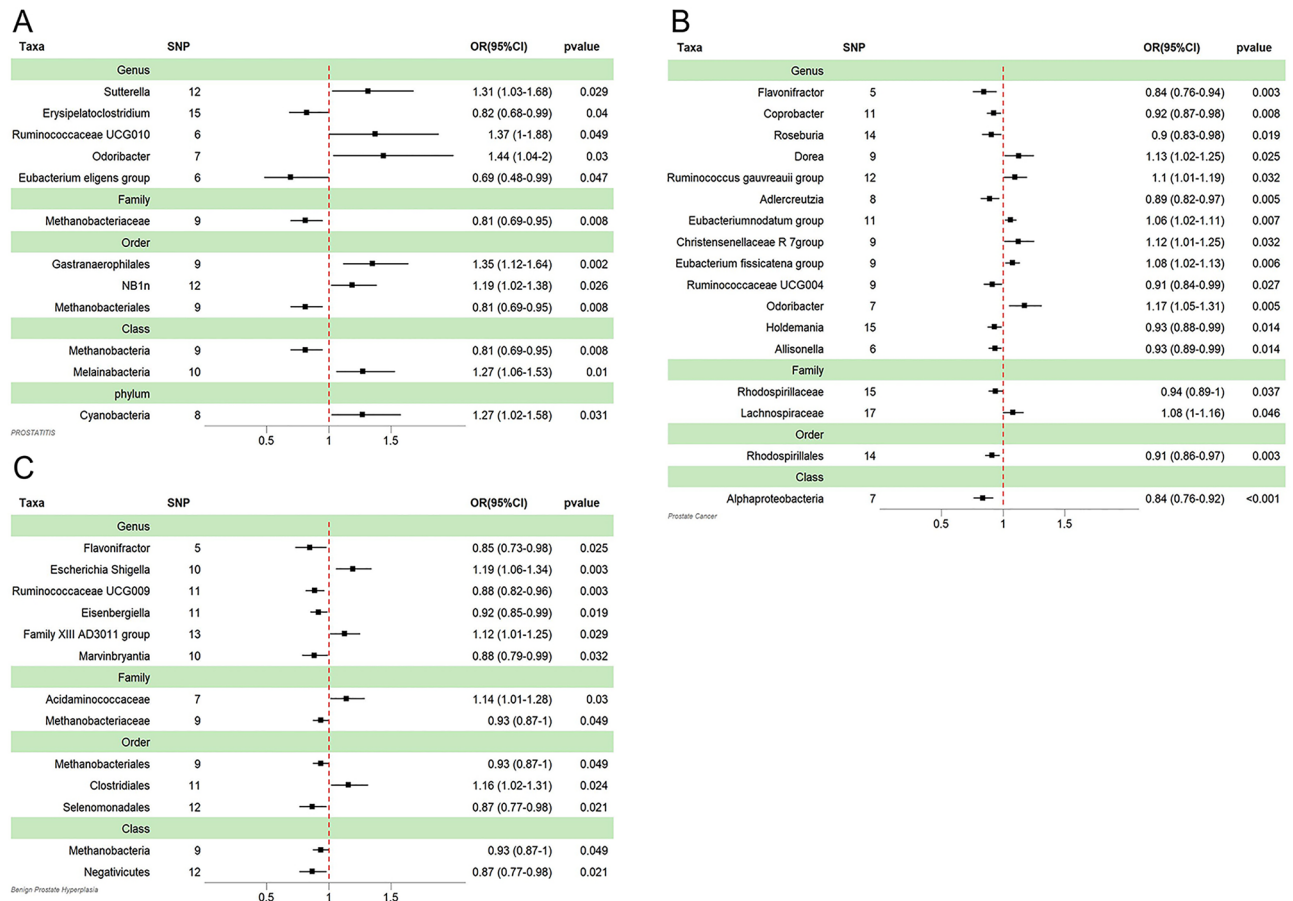 A
Taxa SNP OR(95%CI) pvalue
Genus
Sutterella 12 1.31 (1.03-1.68) 0.029
Erysipelatoclostridium 15 0.82 (0.68-0.99) 0.04
Ruminococcaceae UCG010 6 1.37 (1-1.88) 0.049
Odoribacter 7 1.44 (1.04-2) 0.03
Eubacterium eligens group 6 0.69 (0.48-0.99) 0.047
Family
Methanobacteriaceae 9 0.81 (0.69-0.95) 0.008
Order
Gastranaerophilales 9 1.35 (1.12-1.64) 0.002
NB1n 12 1.19 (1.02-1.38) 0.026
Methanobacteriales 9 0.81 (0.69-0.95) 0.008
Class
Methanobacteria 9 0.81 (0.69-0.95) 0.008
Melainabacteria 10 1.27 (1.06-1.53) 0.01
phylum
Cyanobacteria 8 1.27 (1.02-1.58) 0.031
PROSTATITIS
0.5 1 1.5
B
Taxa SNP OR(95%CI) pvalue
Genus
Flavonifractor 5 0.84 (0.76-0.94) 0.003
Coprobacter 11 0.92 (0.87-0.98) 0.008
Roseburia 14 0.9 (0.83-0.98) 0.019
Dorea 9 1.13 (1.02-1.25) 0.025
Ruminococcus gauvreauii group 12 1.1 (1.01-1.19) 0.032
Adlercreutzia 8 0.89 (0.82-0.97) 0.005
Eubacteriumnodatum group 11 1.06 (1.02-1.11) 0.007
Christensenellaceae R 7group 9 1.12 (1.01-1.25) 0.032
Eubacterium fissicatena group 9 1.08 (1.02-1.13) 0.006
Ruminococcaceae UCG004 9 0.91 (0.84-0.99) 0.027
Odoribacter 7 1.17 (1.05-1.31) 0.005
Holdemania 15 0.93 (0.88-0.99) 0.014
Allisonella 6 0.93 (0.89-0.99) 0.014
Family
Rhodospirillaceae 15 0.94 (0.89-1) 0.037
Lachnospiraceae 17 1.08 (1-1.16) 0.046
Order
Rhodospirillales 14 0.91 (0.86-0.97) 0.003
Class
Alphaproteobacteria 7 0.84 (0.76-0.92) <0.001
Prostate Cancer
0.5 1 1.5
C
Taxa SNP OR(95%CI) pvalue
Genus
Flavonifractor 5 0.85 (0.73-0.98) 0.025
Escherichia Shigella 10 1.19 (1.06-1.34) 0.003
Ruminococcaceae UCG009 11 0.88 (0.82-0.96) 0.003
Eisenbergiella 11 0.92 (0.85-0.99) 0.019
Family XIII AD3011 group 13 1.12 (1.01-1.25) 0.029
Marvinbryantia 10 0.88 (0.79-0.99) 0.032
Family
Acidaminococcaceae 7 1.14 (1.01-1.28) 0.03
Methanobacteriaceae 9 0.93 (0.87-1) 0.049
Order
Methanobacteriales 9 0.93 (0.87-1) 0.049
Clostridiales 11 1.16 (1.02-1.31) 0.024
Selenomonadales 12 0.87 (0.77-0.98) 0.021
Class
Methanobacteria 9 0.93 (0.87-1) 0.049
Negativicutes 12 0.87 (0.77-0.98) 0.021
Benign Prostate Hyperplasia
0.5 1 1.5